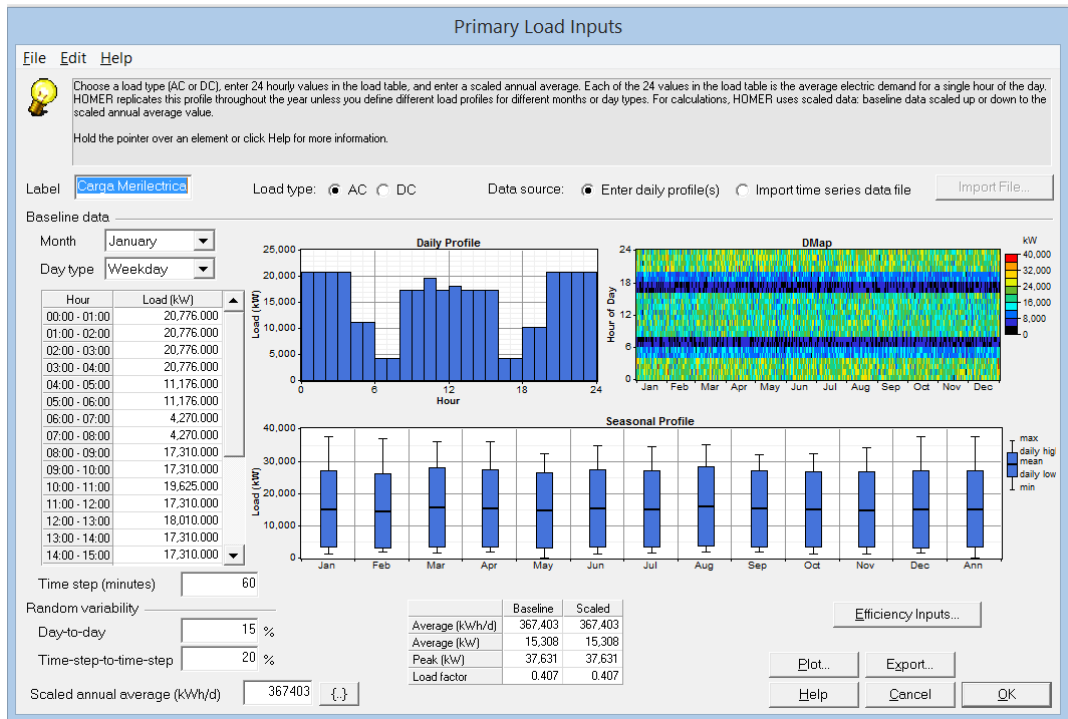 Primary Load Inputs
File Edit Help
Choose a load type (AC or DC), enter 24 hourly values in the load table, and enter a scaled annual average. Each of the 24 values in the load table is the average electric demand for a single hour of the day.
HOMER replicates this profile throughout the year unless you define different load profiles for different months or day types. For calculations, HOMER uses scaled data: baseline data scaled up or down to the
scaled annual average value.
Hold the pointer over an element or click Help for more information.
Label Carga Merilectrica Load type: AC DC Data source: Enter daily profile(s) Import time series data file Import File...
Baseline data
Month January
Day type Weekday
Hour Load (kW)
00:00 - 01:00 20,776.000
01:00 - 02:00 20,776.000
02:00 - 03:00 20,776.000
03:00 - 04:00 20,776.000
04:00 - 05:00 11,176.000
05:00 - 06:00 11,176.000
06:00 - 07:00 4,270.000
07:00 - 08:00 4,270.000
08:00 - 09:00 17,310.000
09:00 - 10:00 17,310.000
10:00 - 11:00 19,625.000
11:00 - 12:00 17,310.000
12:00 - 13:00 18,010.000
13:00 - 14:00 17,310.000
14:00 - 15:00 17,310.000
Daily Profile
Load (kW)
25,000
20,000
15,000
10,000
5,000
0
0 6 12 18 24
Hour
DMap
Hour of Day
24
18
12
6
0
Jan Feb Mar Apr May Jun Jul Aug Sep Oct Nov Dec
kW
40,000
32,000
24,000
16,000
8,000
0
Seasonal Profile
Load (kW)
40,000
30,000
20,000
10,000
0
Jan Feb Mar Apr May Jun Jul Aug Sep Oct Nov Dec Ann
max
daily hig
mean
daily low
min
Time step (minutes) 60
Random variability
Day-to-day 15 %
Time-step-to-time-step 20 %
Scaled annual average (kWh/d) 367403 {..}
Baseline Scaled
Average (kWh/d) 367,403 367,403
Average (kW) 15,308 15,308
Peak (kW) 37,631 37,631
Load factor 0.407 0.407
Efficiency Inputs...
Plot... Export...
Help Cancel OK